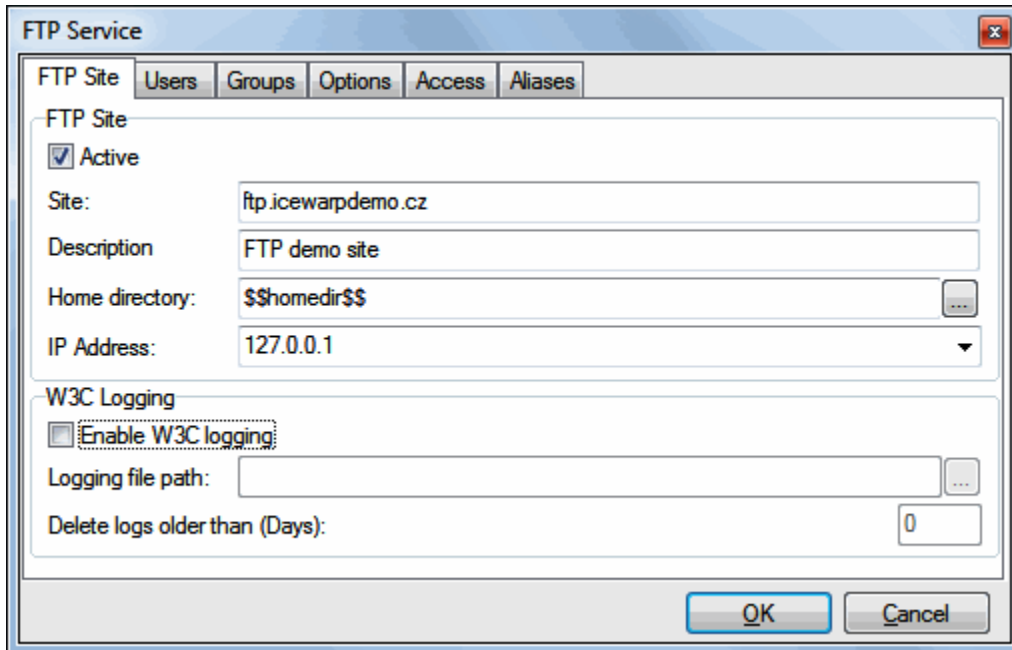 FTP Service
FTP Site Users Groups Options Access Aliases
FTP Site
Active
Site: ftp.icewarpdemo.cz
Description FTP demo site
Home directory: $$homedir$$ ...
IP Address: 127.0.0.1
W3C Logging
Enable W3C logging
Logging file path: ...
Delete logs older than (Days): 0
OK Cancel